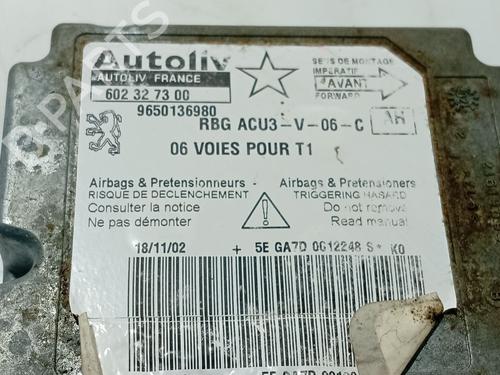 Autoliv
AUTOLIV FRANCE
602 32 73 00
9650136980
SENS DE MONTAGE
IMPERATIF
AVANT
FORWARD
RBG ACU3-V-06-C
AH
06 VOIES POUR T1
Airbags & Pretensionneurs
RISQUE DE DECLENCHEMENT
Consulter la notice
Ne pas démonter
Airbags & Pretensioners
TRIGGERING HASARD
Do not remove
Read manual
18/11/02
+ 5E GA7D 0612248 S* K0